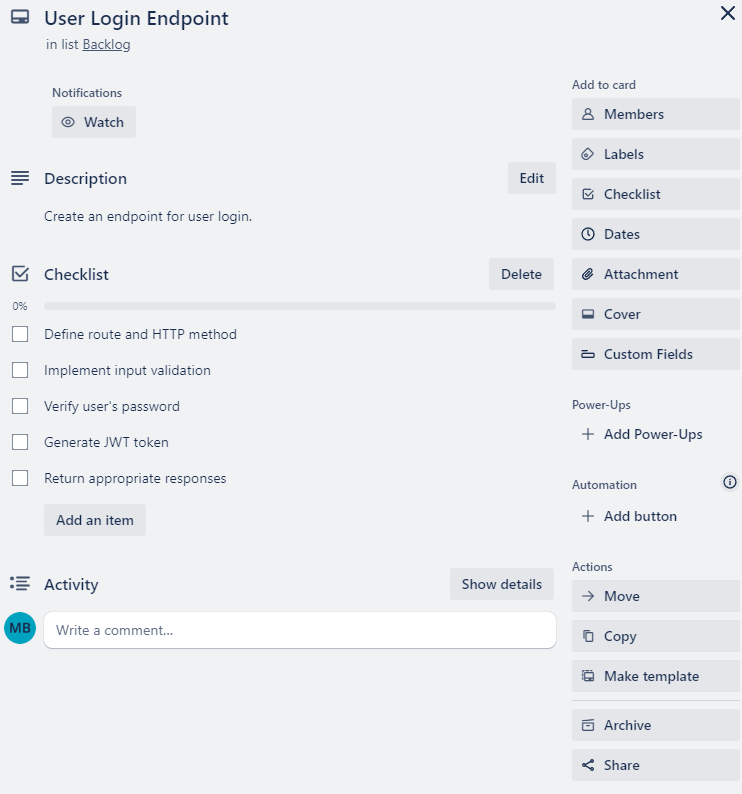 User Login Endpoint
in list Backlog
Notifications
Watch
Description
Edit
Create an endpoint for user login.
Checklist
Delete
0%
Define route and HTTP method
Implement input validation
Verify user's password
Generate JWT token
Return appropriate responses
Add an item
Activity
Show details
MB
Write a comment...
Add to card
Members
Labels
Checklist
Dates
Attachment
Cover
Custom Fields
Power-Ups
Add Power-Ups
Automation
Add button
Actions
Move
Copy
Make template
Archive
Share